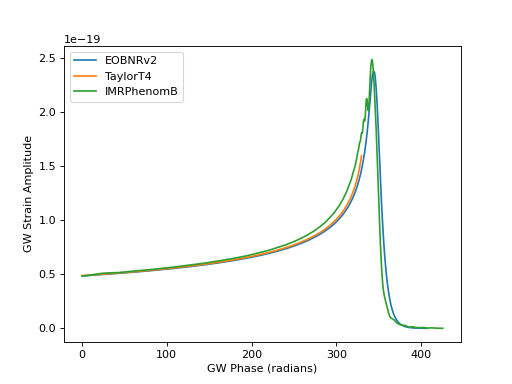 1e−19
EOBNRv2
TaylorT4
IMRPhenomB
2.5
2.0
1.5
1.0
0.5
0.0
GW Strain Amplitude
0 100 200 300 400
GW Phase (radians)